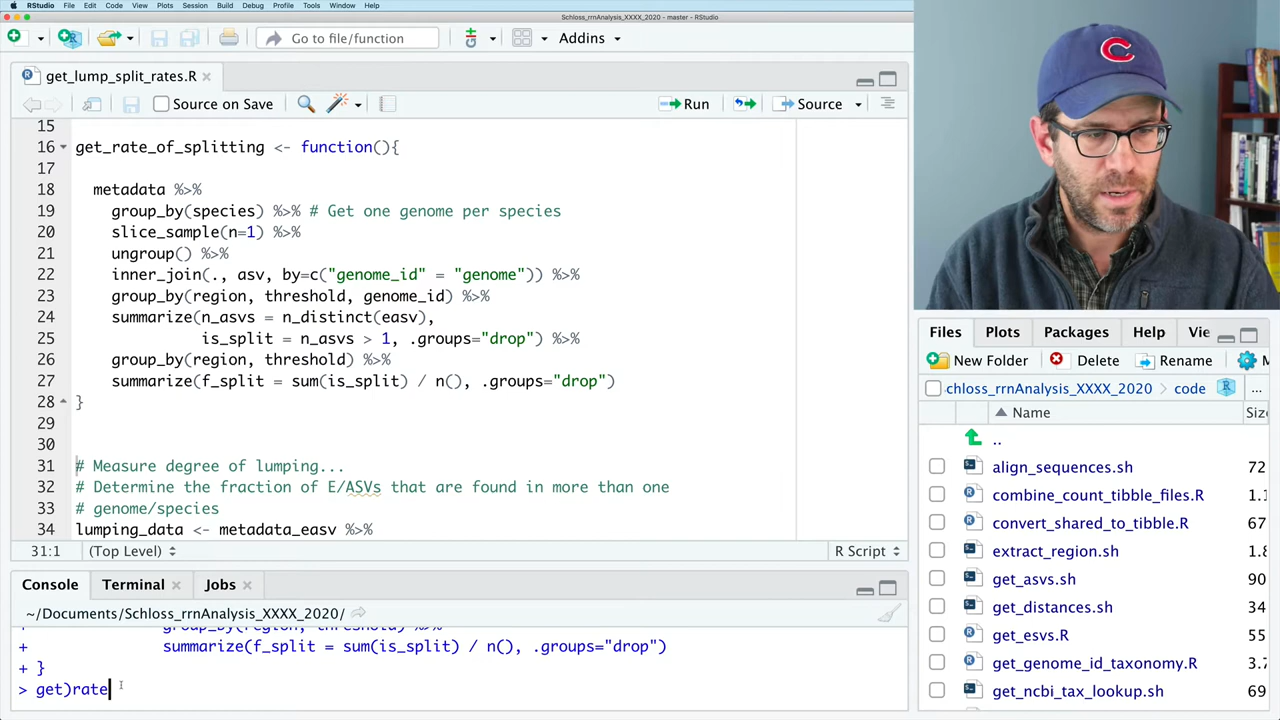 RStudio File Edit Code View Plots Session Build Debug Profile Tools Window Help
Schloss_rrnAnalysis_XXXX_2020 - master - RStudio
Go to file/function Addins
get_lump_split_rates.R
Source on Save Run Source
15
16 get_rate_of_splitting <- function(){
17
18 metadata %>%
19 group_by(species) %>% # Get one genome per species
20 slice_sample(n=1) %>%
21 ungroup() %>%
22 inner_join(., asv, by=c("genome_id" = "genome")) %>%
23 group_by(region, threshold, genome_id) %>%
24 summarize(n_asvs = n_distinct(easv),
25 is_split = n_asvs > 1, .groups="drop") %>%
26 group_by(region, threshold) %>%
27 summarize(f_split = sum(is_split) / n(), .groups="drop")
28 }
29
30
31 # Measure degree of lumping...
32 # Determine the fraction of E/ASVs that are found in more than one
33 # genome/species
34 lumping_data <- metadata_easv %>%
31:1 (Top Level) R Script
Console Terminal Jobs
~/Documents/Schloss_rrnAnalysis_XXXX_2020/
+ group_by(region, threshold) %>%
+ summarize(f_split = sum(is_split) / n(), .groups="drop")
+ }
> get)rate
C
Files Plots Packages Help Vie
New Folder Delete Rename M
chloss_rrnAnalysis_XXXX_2020 > code ...
Name Siz
..
align_sequences.sh 72
combine_count_tibble_files.R 1.1
convert_shared_to_tibble.R 67
extract_region.sh 1.8
get_asvs.sh 90
get_distances.sh 34
get_esvs.R 55
get_genome_id_taxonomy.R 3.7
get_ncbi_tax_lookup.sh 69